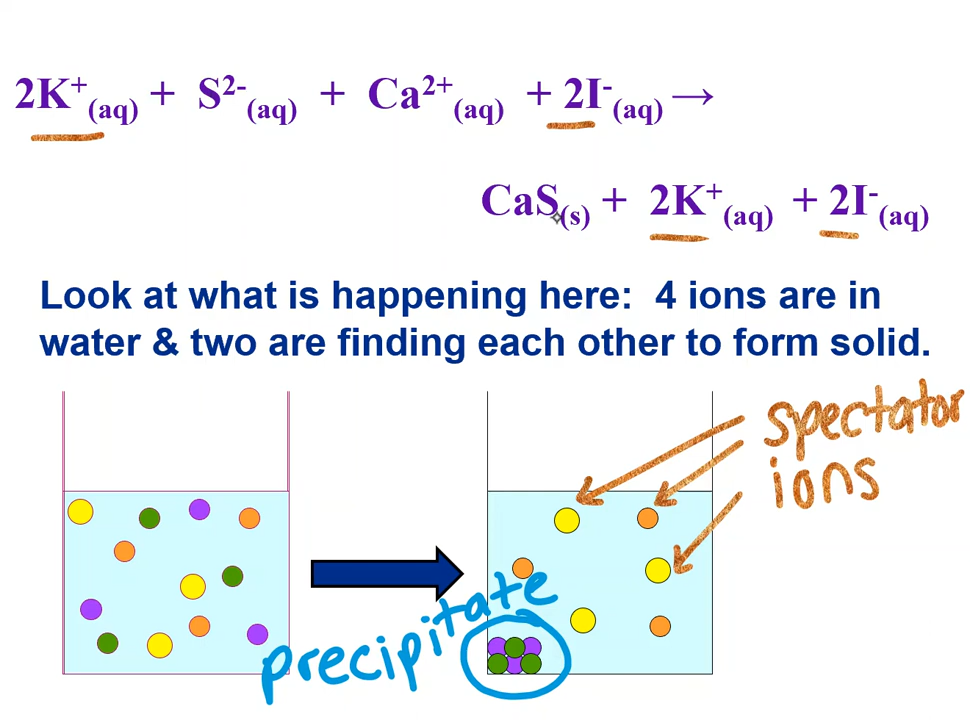 2K⁺(aq) + S²⁻(aq) + Ca²⁺(aq) + 2I⁻(aq) →
CaS(s) + 2K⁺(aq) + 2I⁻(aq)
Look at what is happening here: 4 ions are in
water & two are finding each other to form solid.
spectator
ions
precipitate